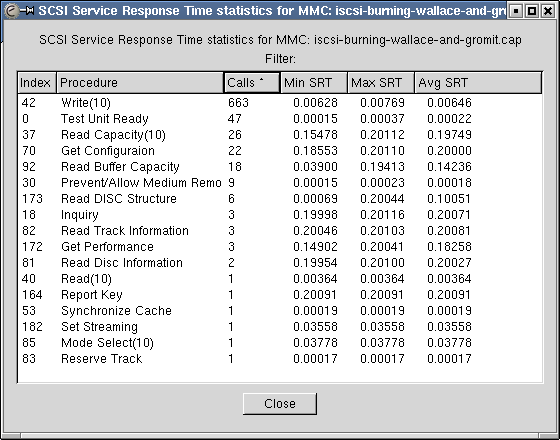 SCSI Service Response Time statistics for MMC: iscsi-burning-wallace-and-gro
SCSI Service Response Time statistics for MMC: iscsi-burning-wallace-and-gromit.cap
Filter:
Index Procedure Calls Min SRT Max SRT Avg SRT
42 Write(10) 663 0.00628 0.00769 0.00646
0 Test Unit Ready 47 0.00015 0.00037 0.00022
37 Read Capacity(10) 26 0.15478 0.20112 0.19749
70 Get Configuraion 22 0.18553 0.20110 0.20000
92 Read Buffer Capacity 18 0.03900 0.19413 0.14236
30 Prevent/Allow Medium Remo 9 0.00015 0.00023 0.00018
173 Read DISC Structure 6 0.00069 0.20044 0.10051
18 Inquiry 3 0.19998 0.20116 0.20071
82 Read Track Information 3 0.20046 0.20103 0.20081
172 Get Performance 3 0.14902 0.20041 0.18258
81 Read Disc Information 2 0.19954 0.20100 0.20027
40 Read(10) 1 0.00364 0.00364 0.00364
164 Report Key 1 0.20091 0.20091 0.20091
53 Synchronize Cache 1 0.00019 0.00019 0.00019
182 Set Streaming 1 0.03558 0.03558 0.03558
85 Mode Select(10) 1 0.03778 0.03778 0.03778
83 Reserve Track 1 0.00017 0.00017 0.00017
Close